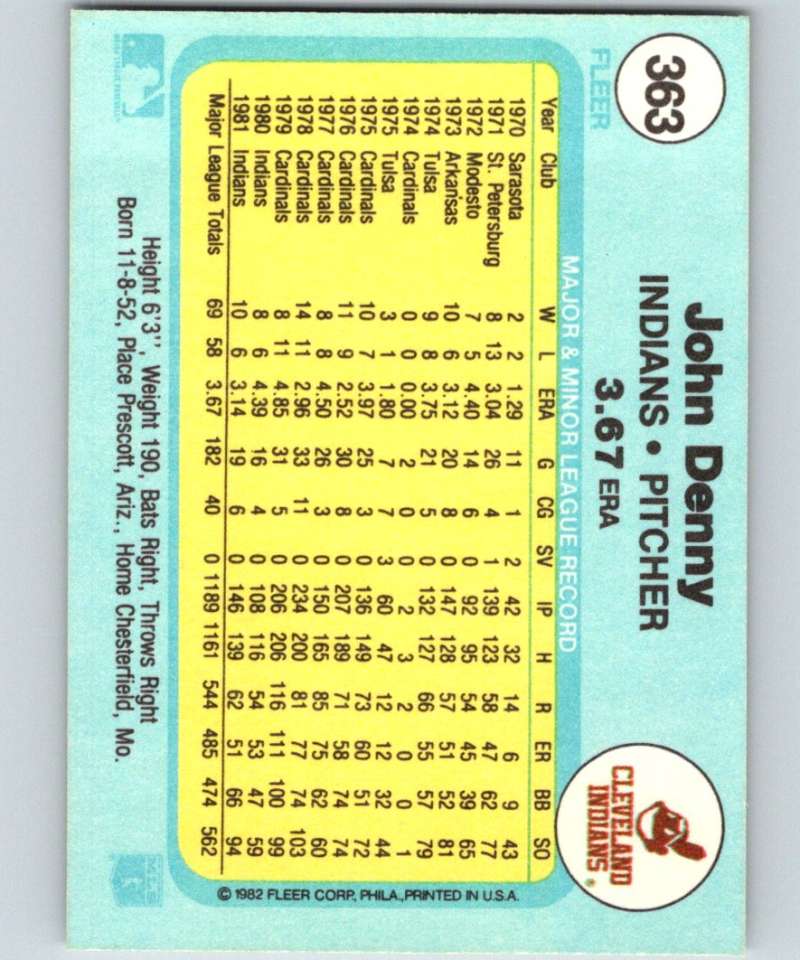 363
FLEER
John Denny
INDIANS • PITCHER
3.67 ERA
CLEVELAND
INDIANS®
MAJOR & MINOR LEAGUE RECORD
Year Club W L ERA G CG SV IP H R ER BB SO
1970 Sarasota 2 2 1.29 11 1 2 42 32 14 6 9 43
1971 St. Petersburg 8 13 3.04 26 4 1 139 123 58 47 62 77
1972 Modesto 7 5 4.40 14 6 0 92 95 54 45 39 65
1973 Arkansas 10 6 3.12 20 8 0 147 128 57 51 52 81
1974 Tulsa 9 8 3.75 21 5 0 132 127 66 55 57 79
1974 Cardinals 0 0 0.00 2 0 0 2 3 2 0 0 1
1975 Tulsa 3 1 1.80 7 7 3 60 47 12 12 32 44
1975 Cardinals 10 7 3.97 25 3 0 136 149 73 60 51 72
1976 Cardinals 11 9 2.52 30 8 0 207 189 71 58 74 74
1977 Cardinals 8 8 4.50 26 3 0 150 165 85 75 62 60
1978 Cardinals 14 11 2.96 33 11 0 234 200 81 77 74 103
1979 Cardinals 8 11 4.85 31 5 0 206 206 116 111 100 99
1980 Indians 8 6 4.39 16 4 0 108 116 54 53 47 59
1981 Indians 10 6 3.14 19 6 0 146 139 62 51 66 94
Major League Totals 69 58 3.67 182 40 0 1189 1161 544 485 474 562
© 1982 FLEER CORP., PHILA., PRINTED IN U.S.A.
Height 6'3", Weight 190, Bats Right, Throws Right
Born 11-8-52, Place Prescott, Ariz., Home Chesterfield, Mo.